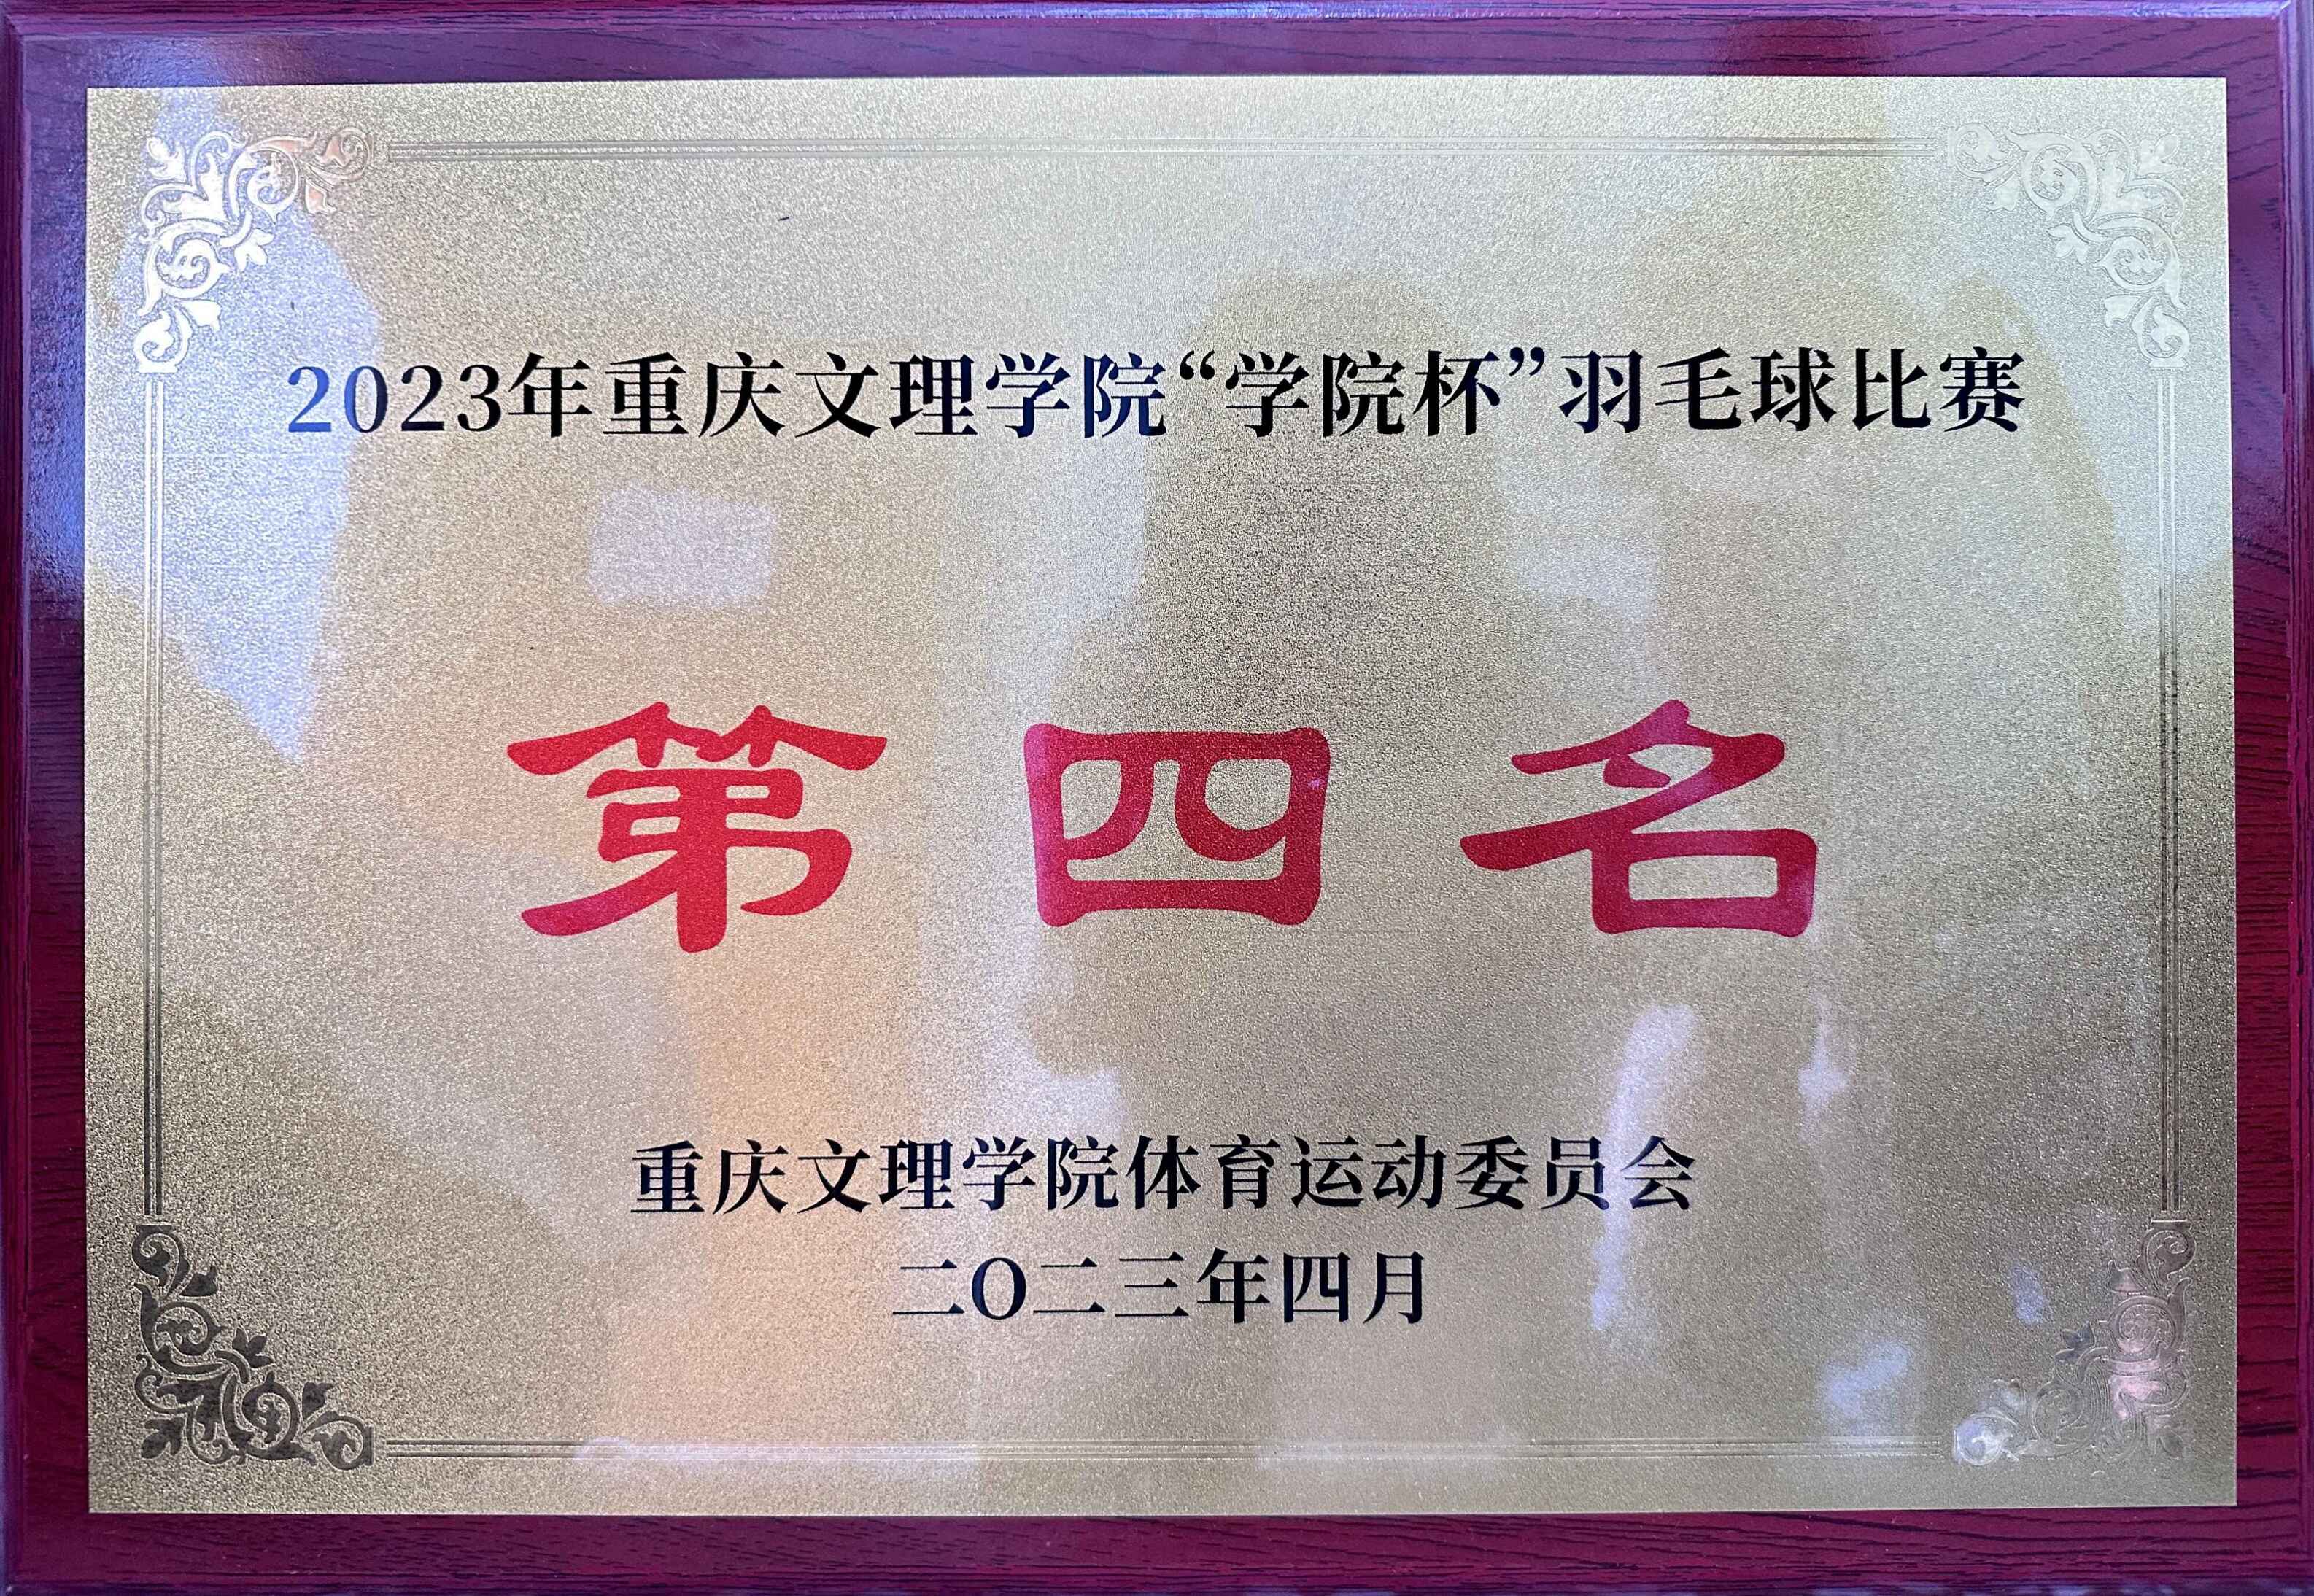 2023年重庆文理学院“学院杯”羽毛球比赛
第四名
重庆文理学院体育运动委员会
二O二三年四月